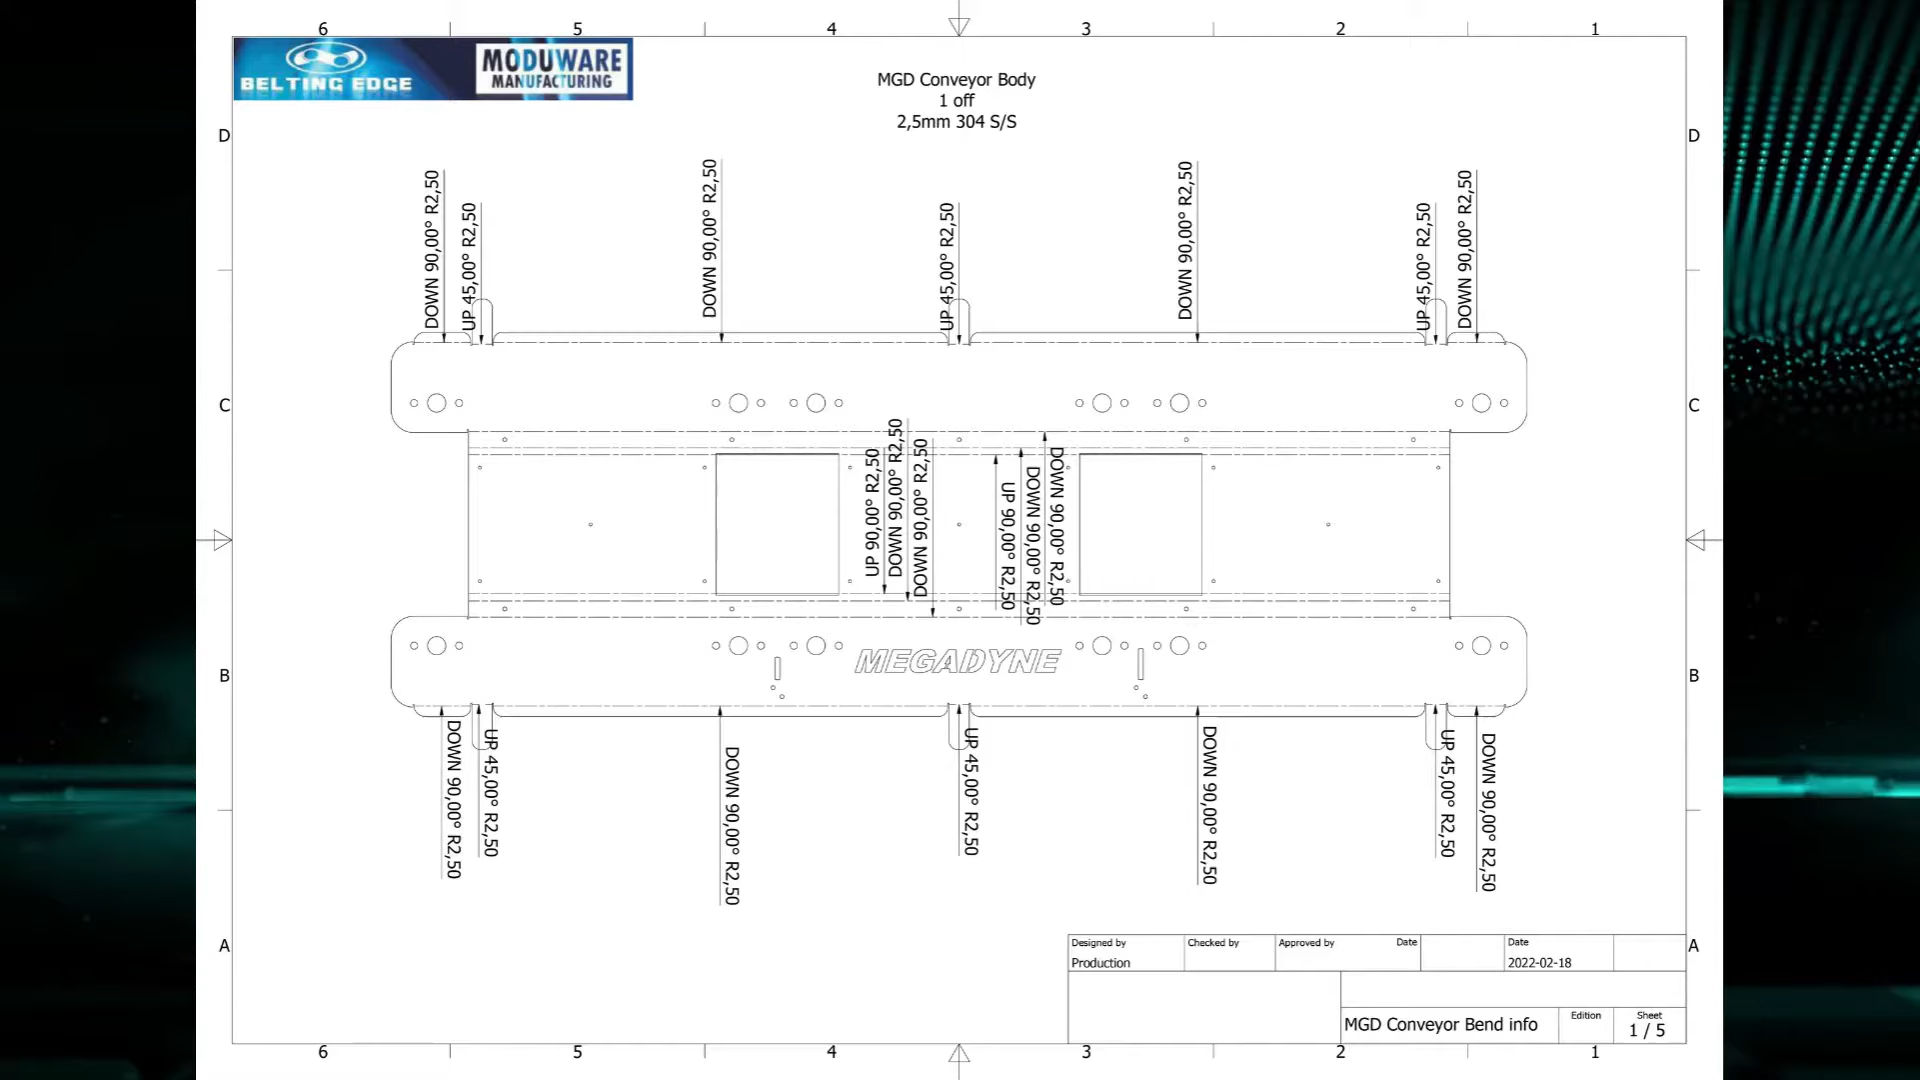 6 5 4 3 2 1
BELTING EDGE
MODUWARE
MANUFACTURING
MGD Conveyor Body
1 off
2,5mm 304 S/S
D D
DOWN 90,00° R2,50
UP 45,00° R2,50
DOWN 90,00° R2,50
UP 45,00° R2,50
DOWN 90,00° R2,50
UP 45,00° R2,50
DOWN 90,00° R2,50
C C
UP 90,00° R2,50
DOWN 90,00° R2,50
DOWN 90,00° R2,50
UP 90,00° R2,50
DOWN 90,00° R2,50
DOWN 90,00° R2,50
MEGADYNE
B B
DOWN 90,00° R2,50
UP 45,00° R2,50
DOWN 90,00° R2,50
UP 45,00° R2,50
DOWN 90,00° R2,50
UP 45,00° R2,50
DOWN 90,00° R2,50
A A
Designed by Checked by Approved by Date Date
Production 2022-02-18
MGD Conveyor Bend info
Edition
Sheet
1 / 5
6 5 4 3 2 1